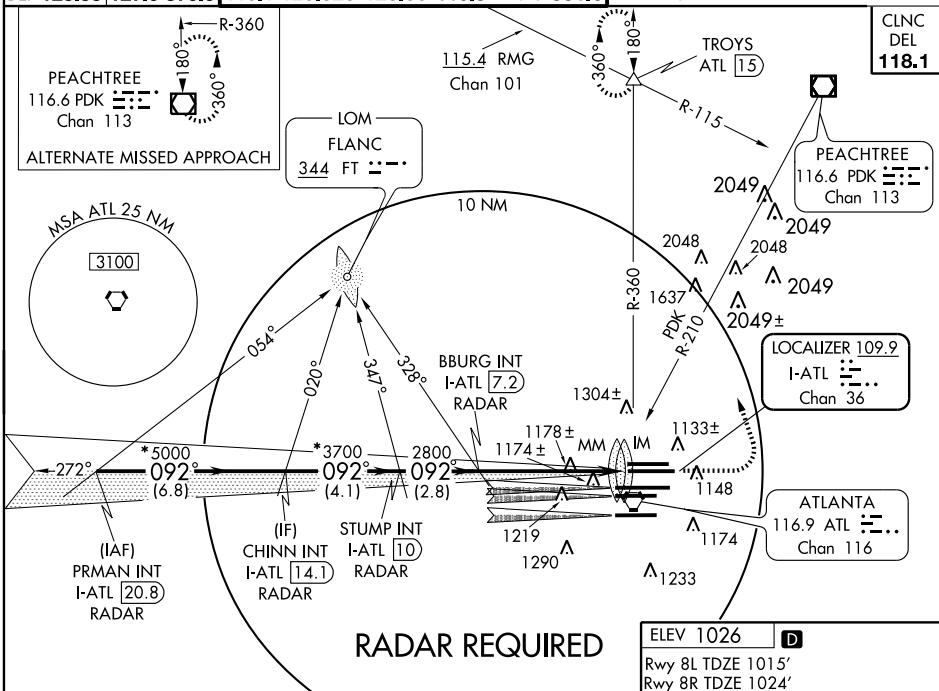 R-360
180°
360°
PEACHTREE
116.6 PDK
Chan 113
ALTERNATE MISSED APPROACH
115.4 RMG
Chan 101
360°
180°
TROYS
ATL 15
R-115
CLNC
DEL
118.1
LOM
FLANC
344 FT
PEACHTREE
116.6 PDK
Chan 113
MSA ATL 25 NM
3100
10 NM
2049
2049
2048
2048
1637
2049
2049±
R-360
PDK
R-210
054°
020°
347°
328°
BBURG INT
I-ATL 7.2
RADAR
LOCALIZER 109.9
I-ATL
Chan 36
1304±
1133±
1178±
1174±
MM
IM
272°
*5000
092°
(6.8)
*3700
092°
(4.1)
2800
092°
(2.8)
1148
1219
1290
1174
1233
ATLANTA
116.9 ATL
Chan 116
(IAF)
PRMAN INT
I-ATL 20.8
RADAR
(IF)
CHINN INT
I-ATL 14.1
RADAR
STUMP INT
I-ATL 10
RADAR
RADAR REQUIRED
ELEV 1026 D
Rwy 8L TDZE 1015'
Rwy 8R TDZE 1024'